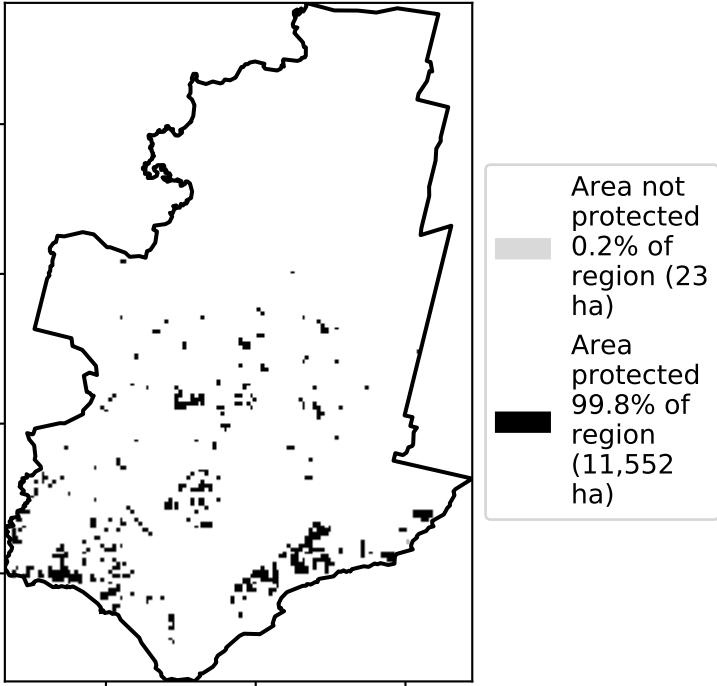 Area not
protected
0.2% of
region (23
ha)
Area
protected
99.8% of
region
(11,552
ha)